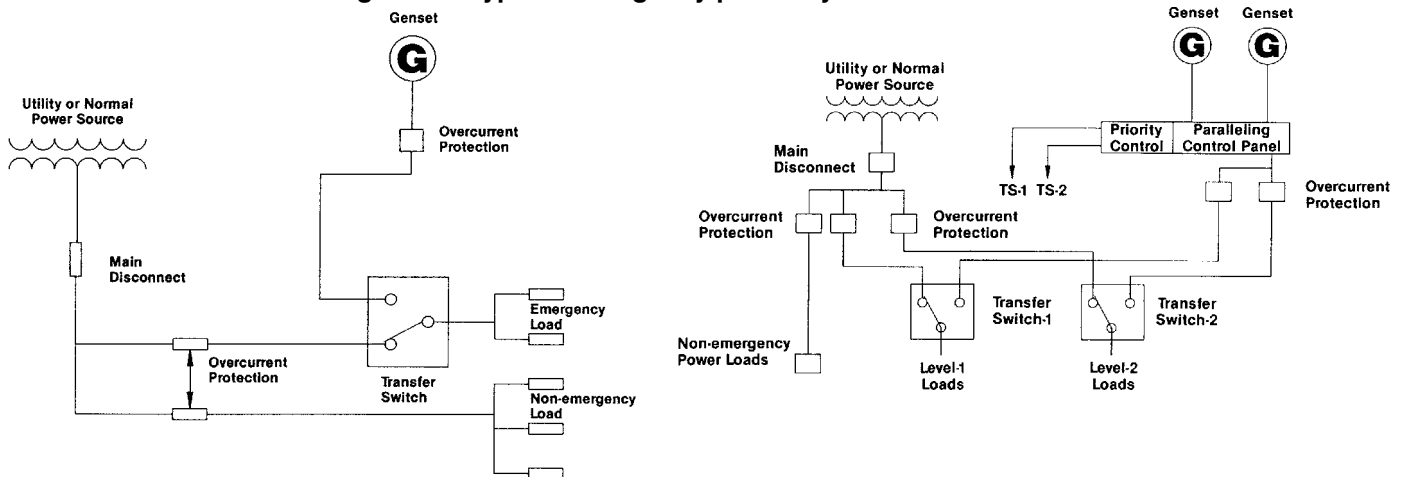 Genset
G
Overcurrent
Protection
Utility or Normal
Power Source
Main
Disconnect
Overcurrent
Protection
Transfer
Switch
Emergency
Load
Non-emergency
Load
Genset
Genset
G
G
Utility or Normal
Power Source
Priority
Control
Paralleling
Control Panel
TS-1
TS-2
Main
Disconnect
Overcurrent
Protection
Overcurrent
Protection
Overcurrent
Protection
Transfer
Switch-1
Transfer
Switch-2
Non-emergency
Power Loads
Level-1
Loads
Level-2
Loads